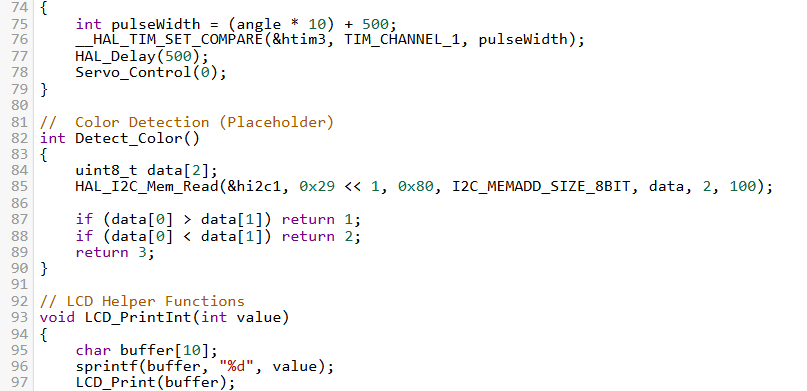 74 {
75     int pulseWidth = (angle * 10) + 500;
76     __HAL_TIM_SET_COMPARE(&htim3, TIM_CHANNEL_1, pulseWidth);
77     HAL_Delay(500);
78     Servo_Control(0);
79 }
80
81 //  Color Detection (Placeholder)
82 int Detect_Color()
83 {
84     uint8_t data[2];
85     HAL_I2C_Mem_Read(&hi2c1, 0x29 << 1, 0x80, I2C_MEMADD_SIZE_8BIT, data, 2, 100);
86
87     if (data[0] > data[1]) return 1;
88     if (data[0] < data[1]) return 2;
89     return 3;
90 }
91
92 // LCD Helper Functions
93 void LCD_PrintInt(int value)
94 {
95     char buffer[10];
96     sprintf(buffer, "%d", value);
97     LCD_Print(buffer);